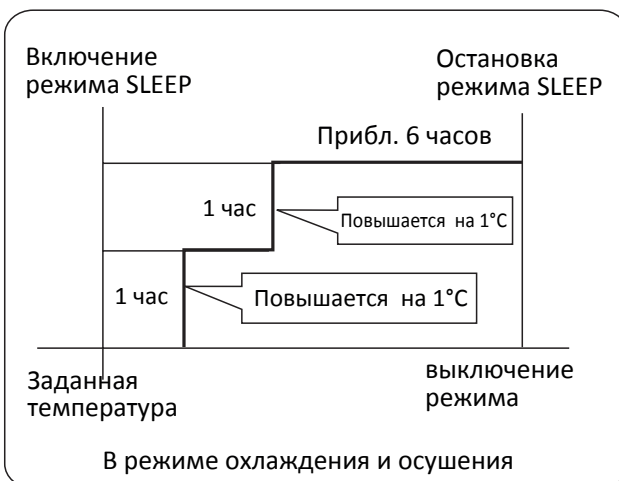 Включение
режима SLEEP
Остановка
режима SLEEP
Прибл. 6 часов
1 час
Повышается на 1°C
1 час
Повышается на 1°C
Заданная
температура
выключение
режима
В режиме охлаждения и осушения